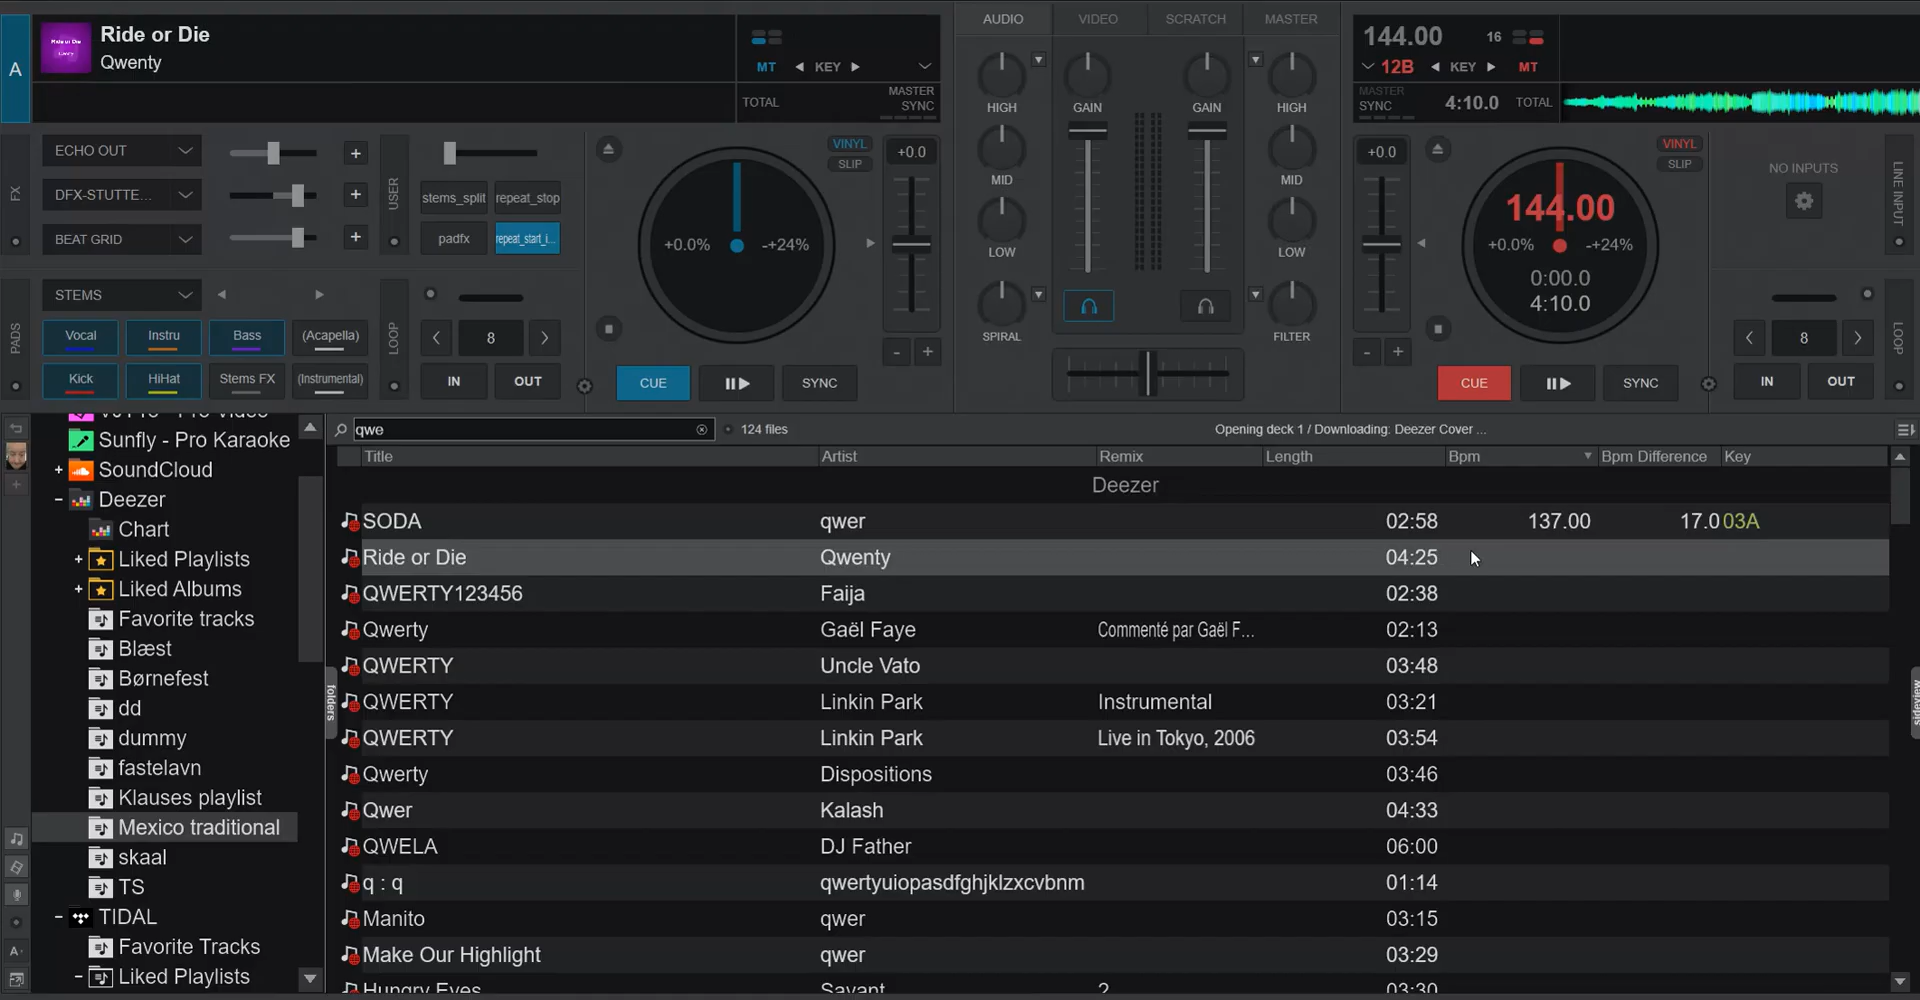 A
Ride or Die
Qwenty
MT ◀ KEY ▶
TOTAL
MASTER
SYNC
AUDIO
VIDEO
SCRATCH
MASTER
144.00
16
12B ◀ KEY ▶ MT
MASTER
SYNC
4:10.0 TOTAL
FX
ECHO OUT
DFX-STUTTE...
BEAT GRID
+
+
+
USER
stems_split
repeat_stop
padfx
repeat_start_i...
VINYL
SLIP
+0.0
+0.0%
-+24%
HIGH
GAIN
GAIN
HIGH
MID
MID
LOW
LOW
SPIRAL
FILTER
+0.0
VINYL
SLIP
144.00
+0.0%
-+24%
0:00.0
4:10.0
NO INPUTS
LINE INPUT
PADS
STEMS
Vocal
Instru
Bass
(Acapella)
Kick
HiHat
Stems FX
(Instrumental)
LOOP
8
IN
OUT
CUE
SYNC
-
+
-
+
CUE
SYNC
8
IN
OUT
LOOP
Sunfly - Pro Karaoke
+ SoundCloud
- Deezer
Chart
+ Liked Playlists
+ Liked Albums
Favorite tracks
Blæst
Børnefest
dd
dummy
fastelavn
Klauses playlist
Mexico traditional
skaal
TS
- TIDAL
Favorite Tracks
- Liked Playlists
folders
qwe
124 files
Opening deck 1 / Downloading: Deezer Cover ...
Title Artist Remix Length Bpm Bpm Difference Key
Deezer
SODA qwer 02:58 137.00 17.0 03A
Ride or Die Qwenty 04:25
QWERTY123456 Faija 02:38
Qwerty Gaël Faye Commenté par Gaël F... 02:13
QWERTY Uncle Vato 03:48
QWERTY Linkin Park Instrumental 03:21
QWERTY Linkin Park Live in Tokyo, 2006 03:54
Qwerty Dispositions 03:46
Qwer Kalash 04:33
QWELA DJ Father 06:00
q : q qwertyuiopasdfghjklzxcvbnm 01:14
Manito qwer 03:15
Make Our Highlight qwer 03:29
Hungry Eyes Savant 2 03:30
sideview